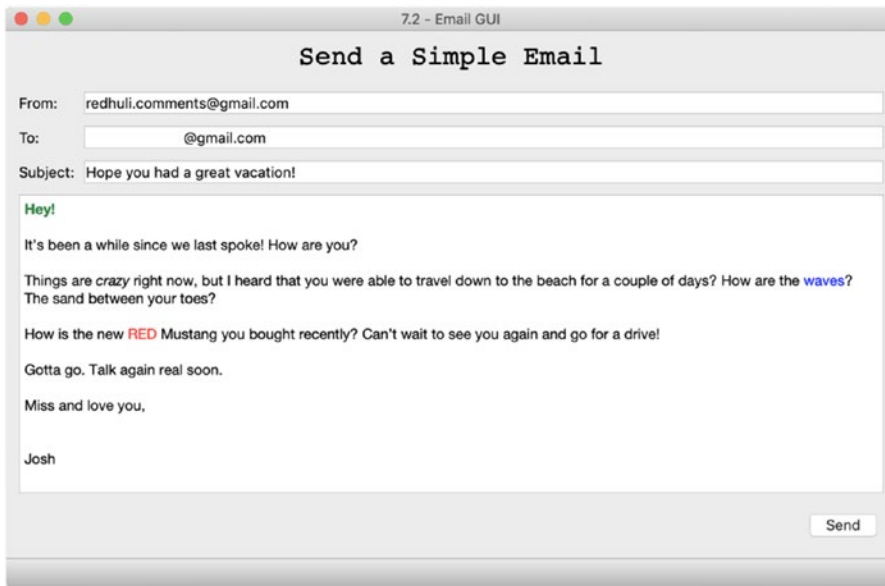 7.2 - Email GUI
Send a Simple Email
From: redhuli.comments@gmail.com
To: @gmail.com
Subject: Hope you had a great vacation!
Hey!
It's been a while since we last spoke! How are you?
Things are crazy right now, but I heard that you were able to travel down to the beach for a couple of days? How are the waves?
The sand between your toes?
How is the new RED Mustang you bought recently? Can't wait to see you again and go for a drive!
Gotta go. Talk again real soon.
Miss and love you,
Josh
Send